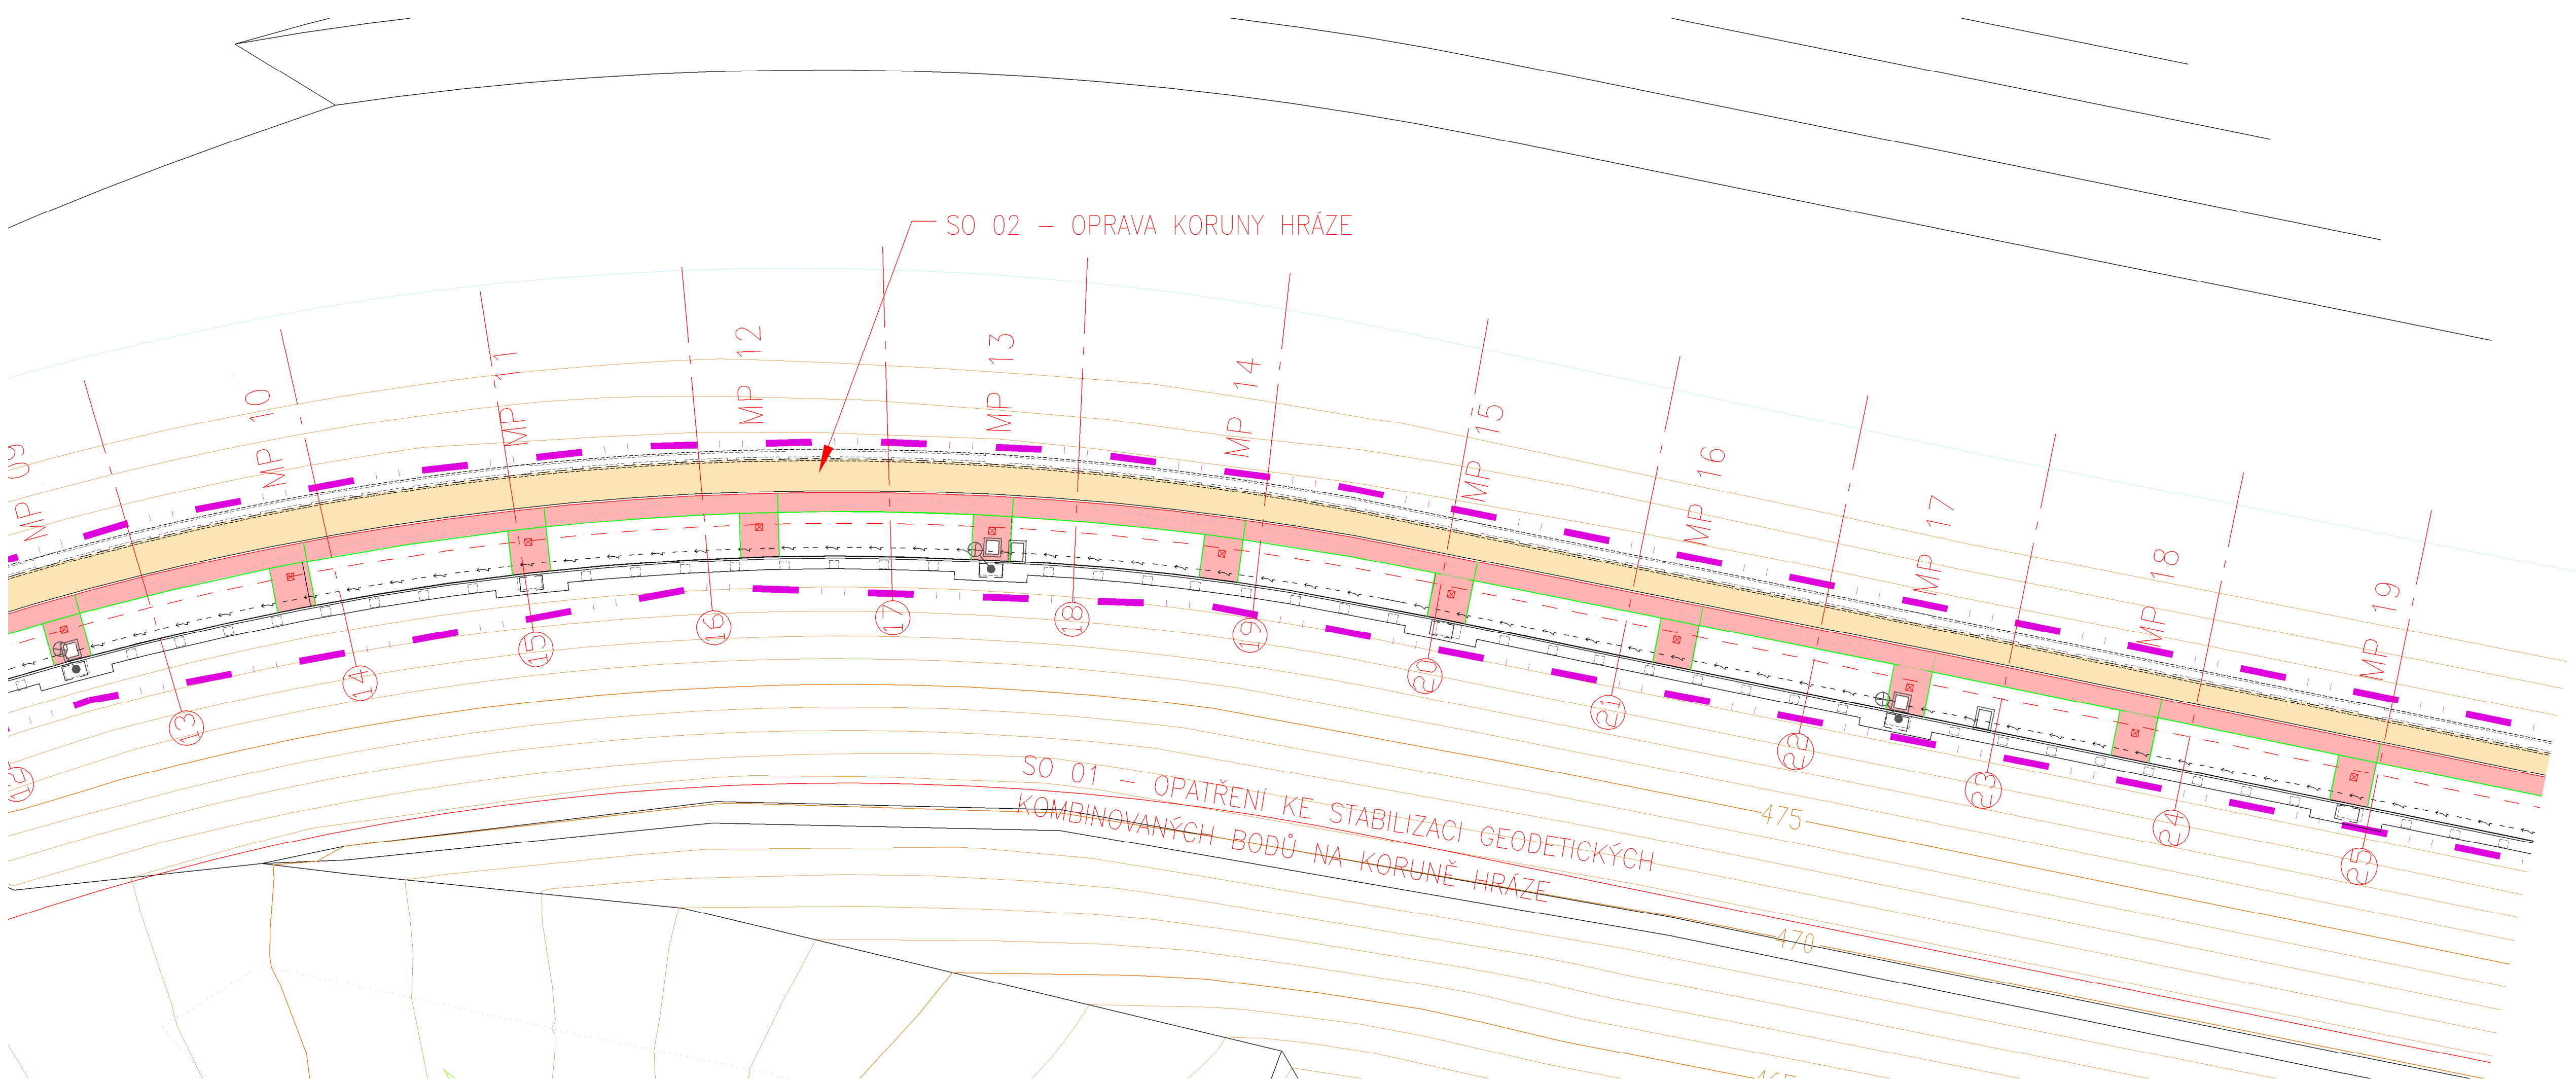 SO 02 - OPRAVA KORUNY HRÁZE
MP 09
MP 10
MP 11
MP 12
MP 13
MP 14
MP 15
MP 16
MP 17
MP 18
MP 19
12
13
14
15
16
17
18
19
20
21
22
23
24
25
SO 01 - OPATŘENÍ KE STABILIZACI GEODETICKÝCH
KOMBINOVANÝCH BODŮ NA KORUNĚ HRÁZE
475
470
465